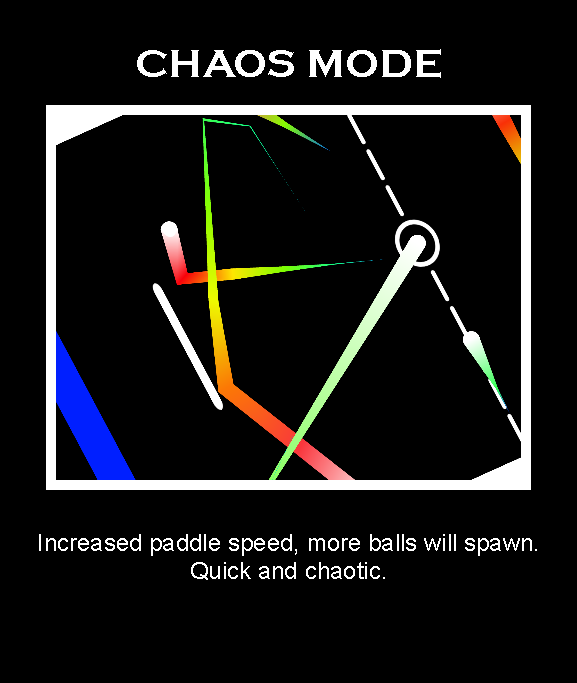 CHAOS MODE
Increased paddle speed, more balls will spawn.
Quick and chaotic.